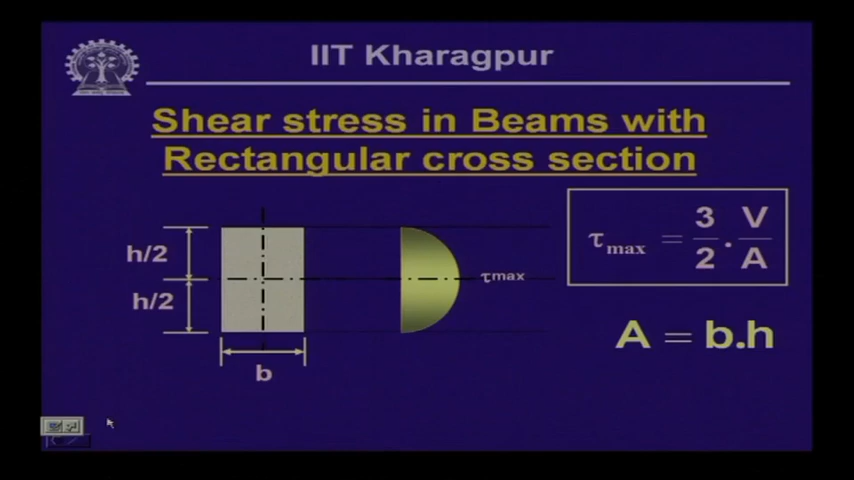 IIT Kharagpur
Shear stress in Beams with
Rectangular cross section
h/2
h/2
b
τmax
τmax = 3/2 . V/A
A = b.h